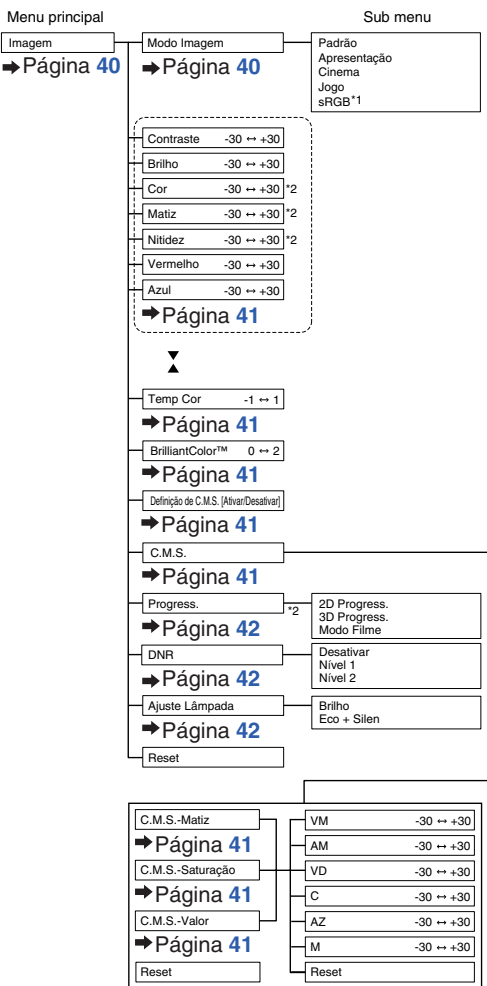 Menu principal
Sub menu
Imagem
➡Página 40
Modo Imagem
➡Página 40
Padrão
Apresentação
Cinema
Jogo
sRGB*1
Contraste -30 ↔ +30
Brilho -30 ↔ +30
Cor -30 ↔ +30 *2
Matiz -30 ↔ +30 *2
Nitidez -30 ↔ +30 *2
Vermelho -30 ↔ +30
Azul -30 ↔ +30
➡Página 41
Temp Cor -1 ↔ 1
➡Página 41
BrilliantColor™ 0 ↔ 2
➡Página 41
Definição de C.M.S. [Ativar/Desativar]
➡Página 41
C.M.S.
➡Página 41
Progress. *2
➡Página 42
2D Progress.
3D Progress.
Modo Filme
DNR
➡Página 42
Desativar
Nível 1
Nível 2
Ajuste Lâmpada
➡Página 42
Brilho
Eco + Silen
Reset
C.M.S.-Matiz
➡Página 41
C.M.S.-Saturação
➡Página 41
C.M.S.-Valor
➡Página 41
Reset
VM -30 ↔ +30
AM -30 ↔ +30
VD -30 ↔ +30
C -30 ↔ +30
AZ -30 ↔ +30
M -30 ↔ +30
Reset